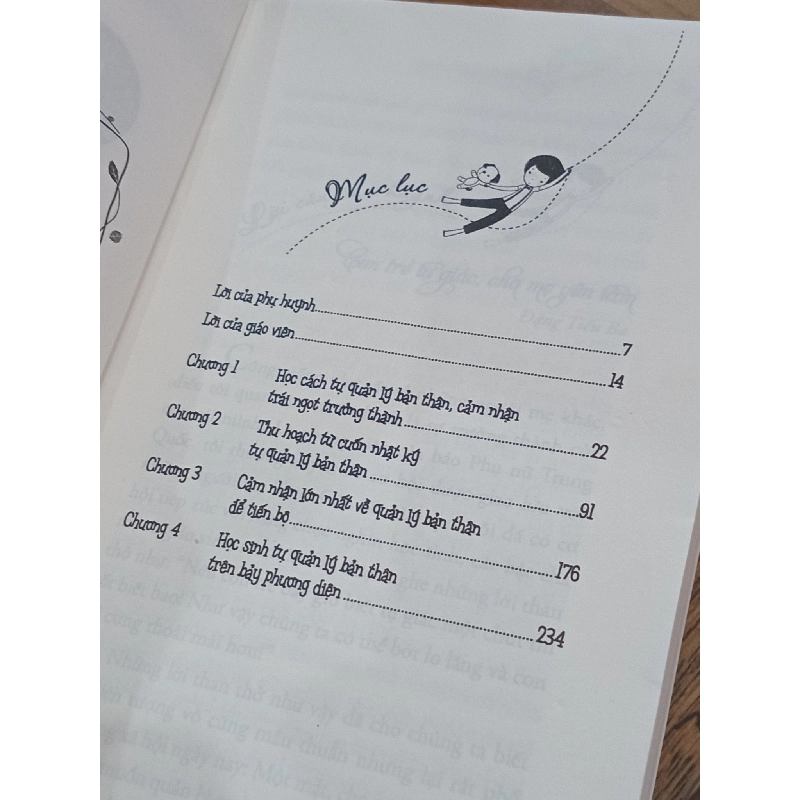 Mục lục
Lời của phụ huynh........................7
Lời của giáo viên........................14
Chương 1 Học cách tự quản lý bản thân, cảm nhận
trái ngọt trưởng thành........................22
Chương 2 Thu hoạch từ cuốn nhật ký
tự quản lý bản thân........................91
Chương 3 Cảm nhận lớn nhất về quản lý bản thân
để tiến bộ........................176
Chương 4 Học sinh tự quản lý bản thân
trên bảy phương diện........................234